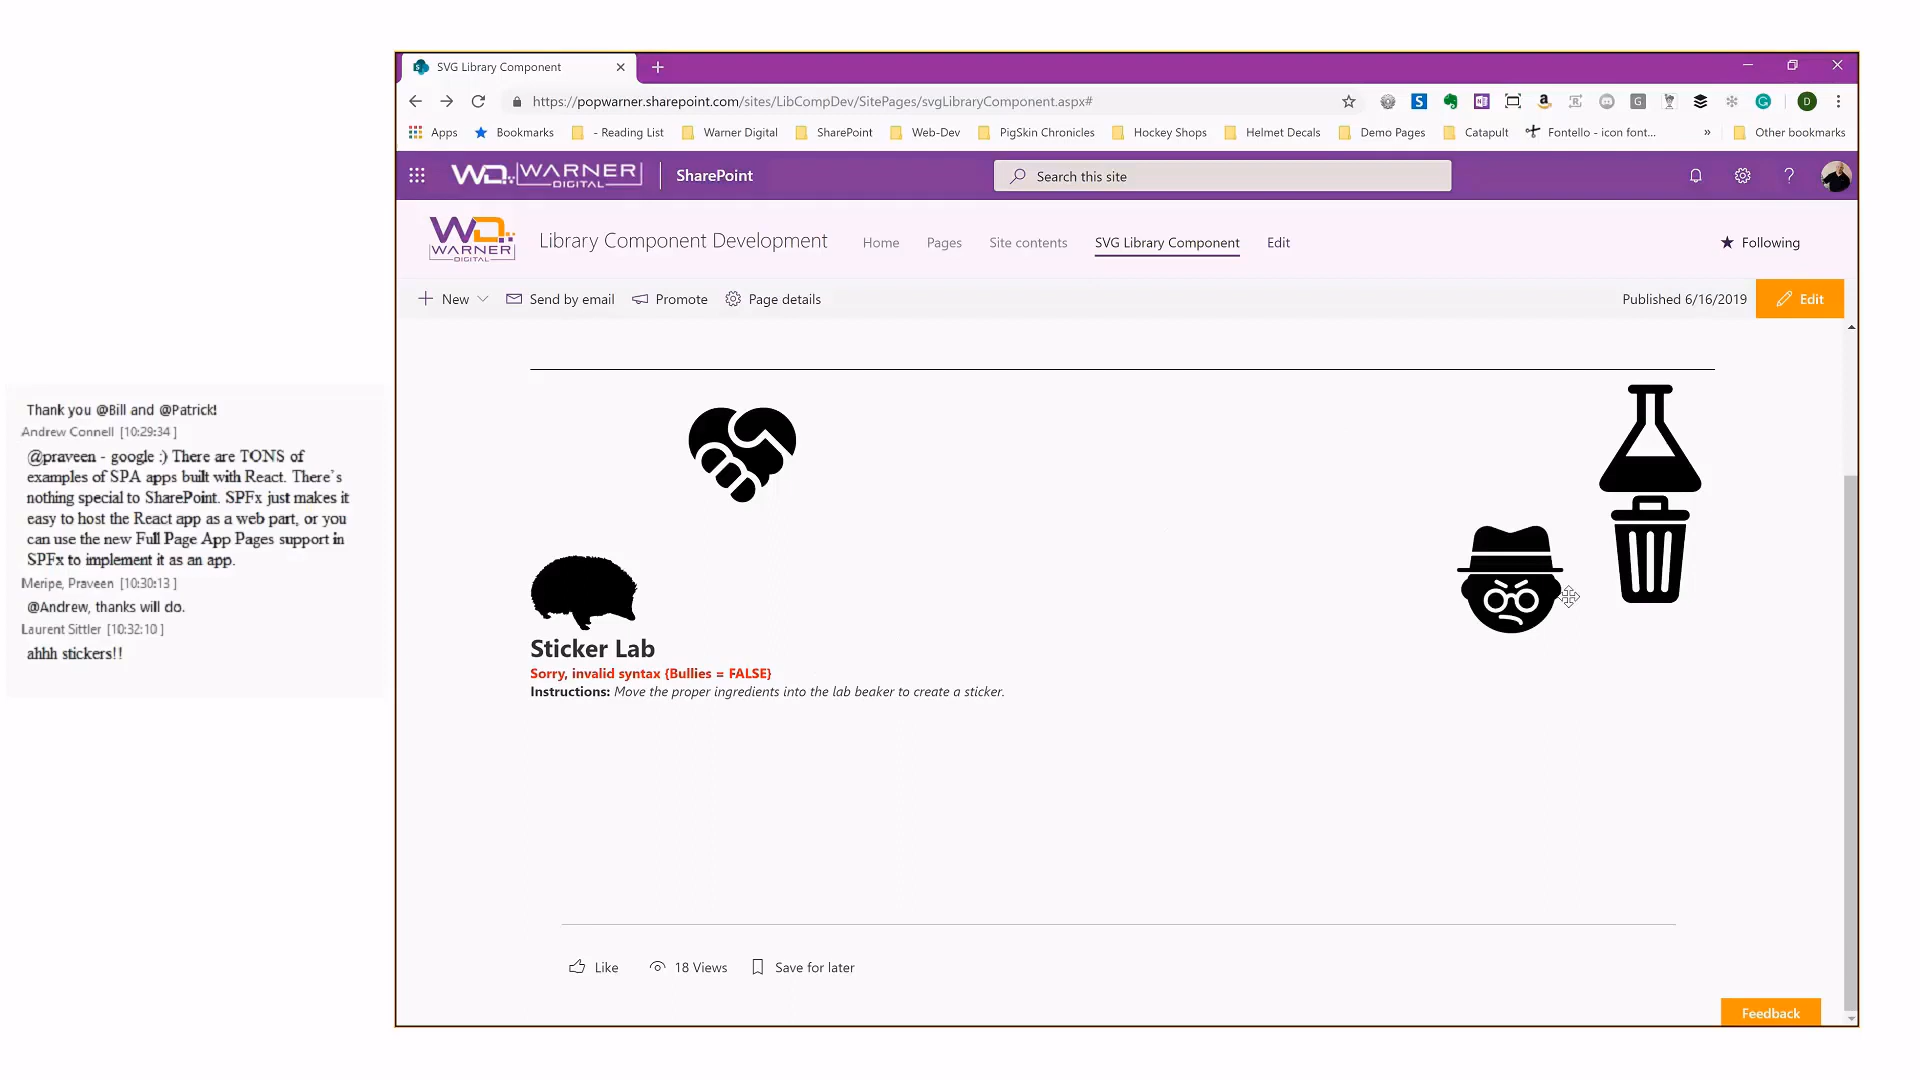 Thank you @Bill and @Patrick!
Andrew Connell [10:29:34 ]
@praveen - google :) There are TONS of
examples of SPA apps built with React. There's
nothing special to SharePoint. SPFx just makes it
easy to host the React app as a web part, or you
can use the new Full Page App Pages support in
SPFx to implement it as an app.
Meripe, Praveen [10:30:13 ]
@Andrew, thanks will do.
Laurent Sittler [10:32:10 ]
ahhh stickers!!
SVG Library Component
https://popwarner.sharepoint.com/sites/LibCompDev/SitePages/svgLibraryComponent.aspx#
Apps Bookmarks - Reading List Warner Digital SharePoint Web-Dev PigSkin Chronicles Hockey Shops Helmet Decals Demo Pages Catapult Fontello - icon font... » Other bookmarks
WD WARNER DIGITAL SharePoint Search this site
WD WARNER DIGITAL
Library Component Development Home Pages Site contents SVG Library Component Edit Following
New Send by email Promote Page details Published 6/16/2019 Edit
Sticker Lab
Sorry, invalid syntax {Bullies = FALSE}
Instructions: Move the proper ingredients into the lab beaker to create a sticker.
Like 18 Views Save for later
Feedback